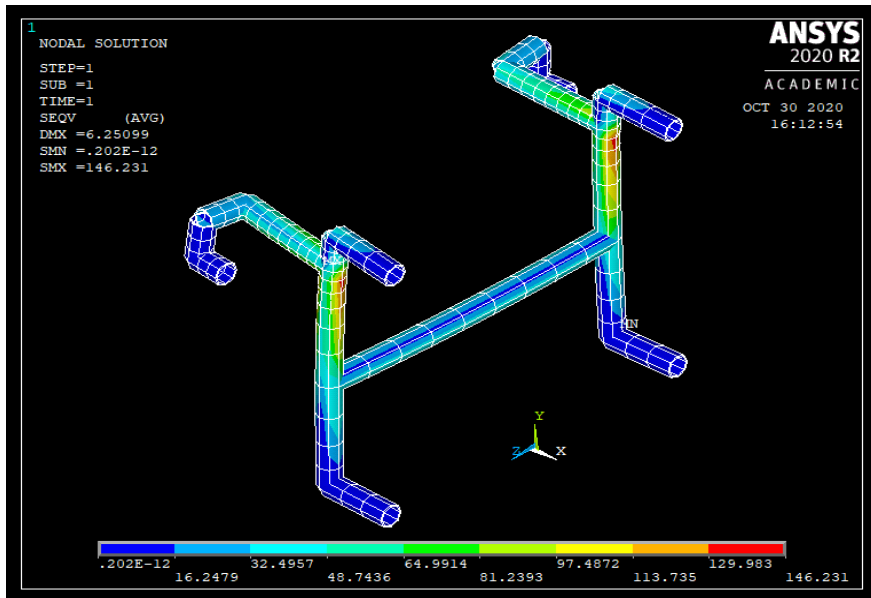 1
NODAL SOLUTION
STEP=1
SUB =1
TIME=1
SEQV (AVG)
DMX =6.25099
SMN =.202E-12
SMX =146.231
ANSYS
2020 R2
ACADEMIC
OCT 30 2020
16:12:54
MX
MN
Y
Z X
.202E-12 32.4957 64.9914 97.4872 129.983
16.2479 48.7436 81.2393 113.735 146.231